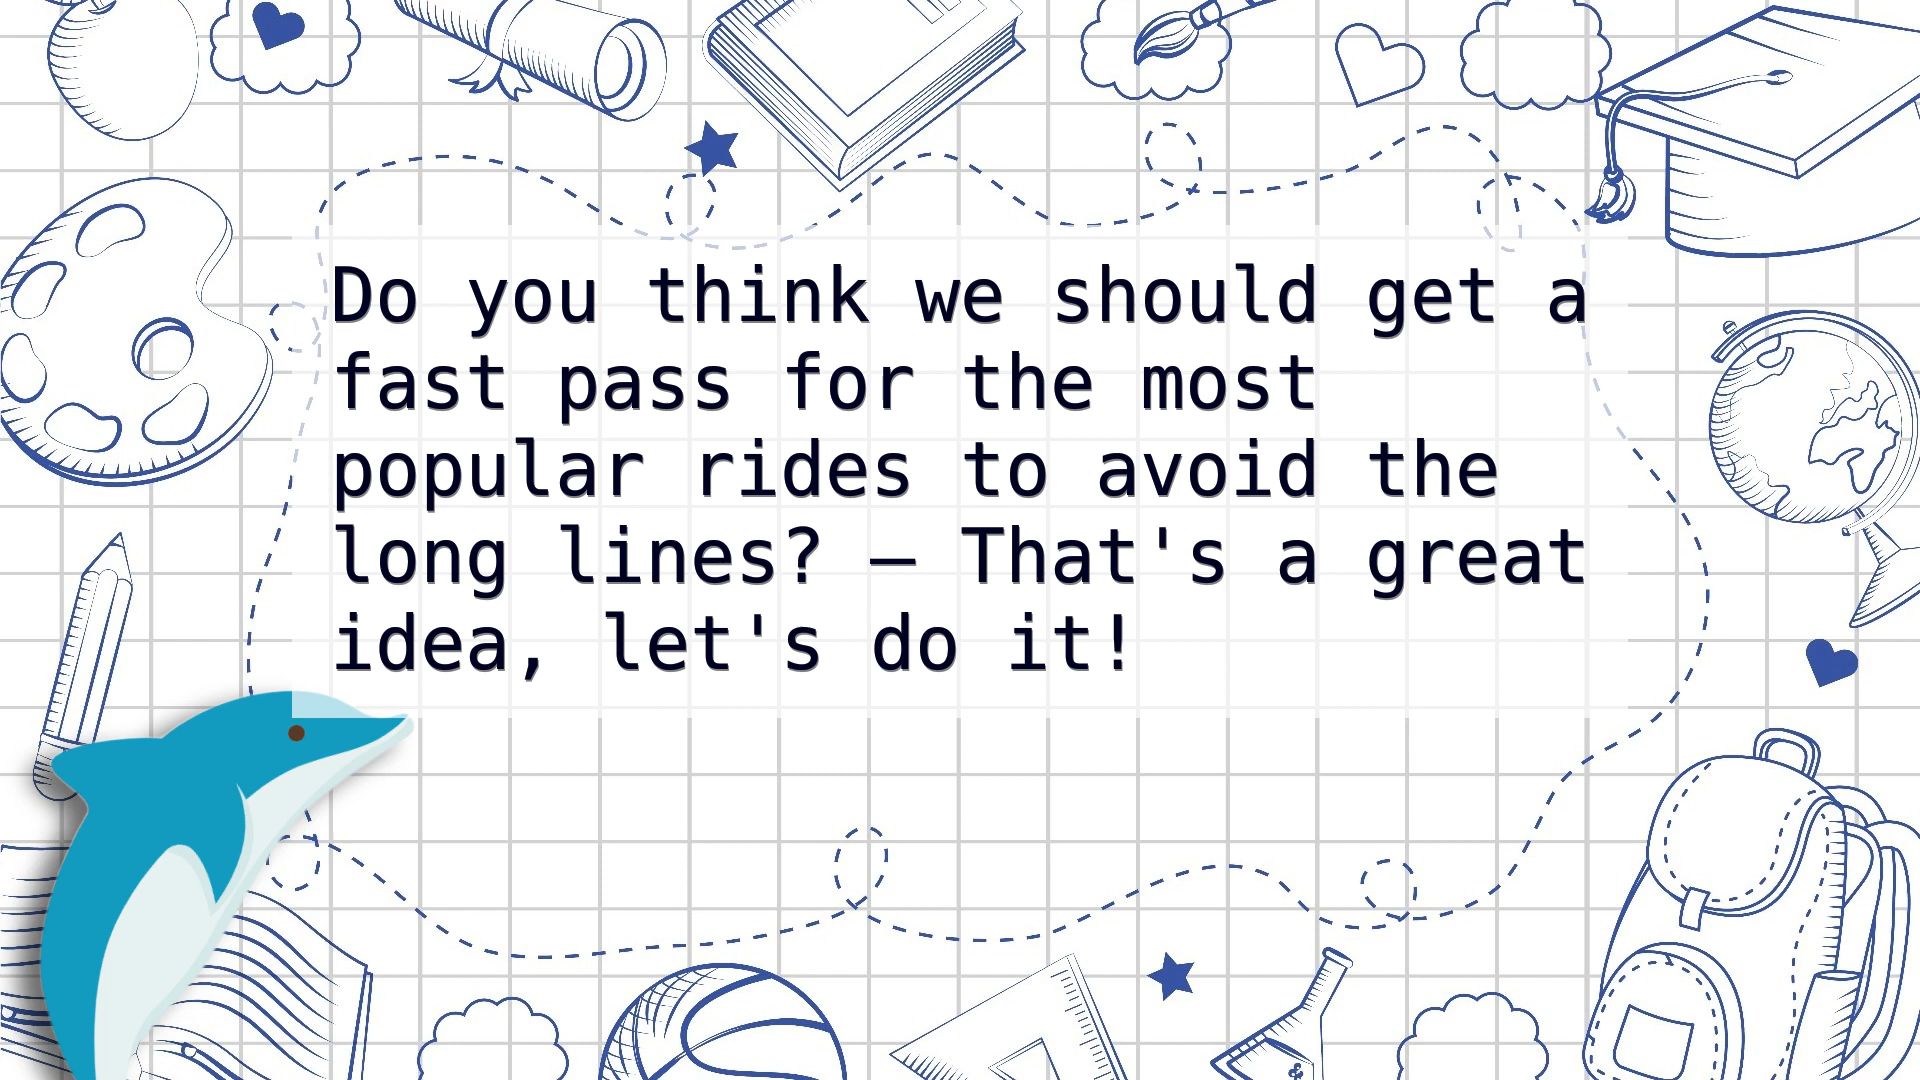 Do you think we should get a
fast pass for the most
popular rides to avoid the
long lines? – That's a great
idea, let's do it!